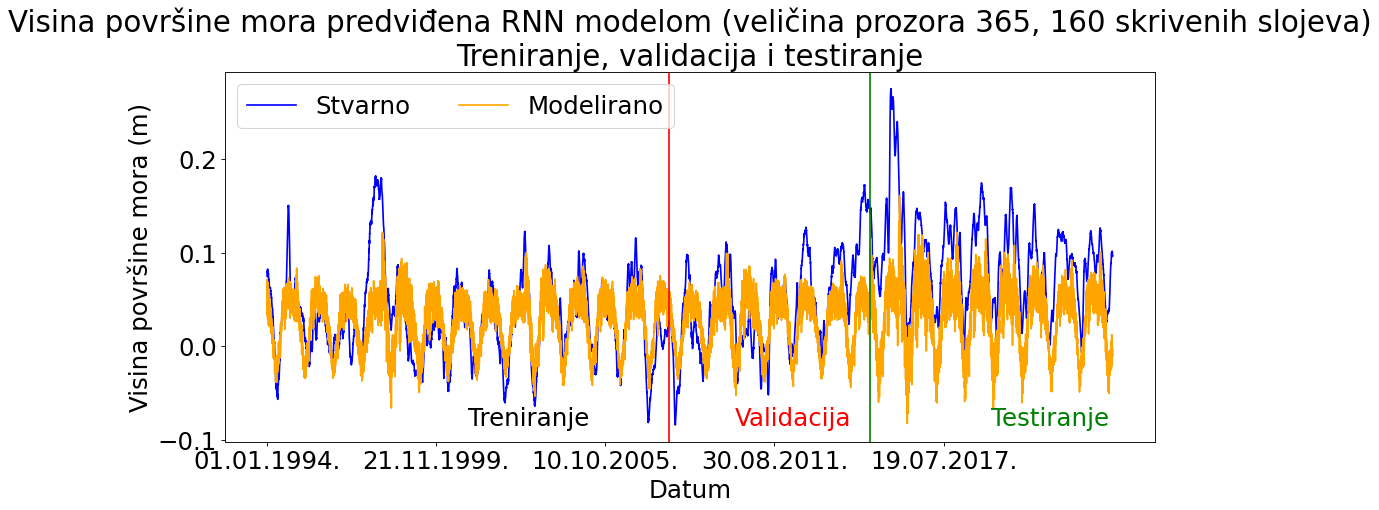 Visina površine mora predviđena RNN modelom (veličina prozora 365, 160 skrivenih slojeva)
Treniranje, validacija i testiranje
Stvarno
Modelirano
Visina površine mora (m)
0.2
0.1
0.0
−0.1
Treniranje
Validacija
Testiranje
01.01.1994.
21.11.1999.
10.10.2005.
30.08.2011.
19.07.2017.
Datum